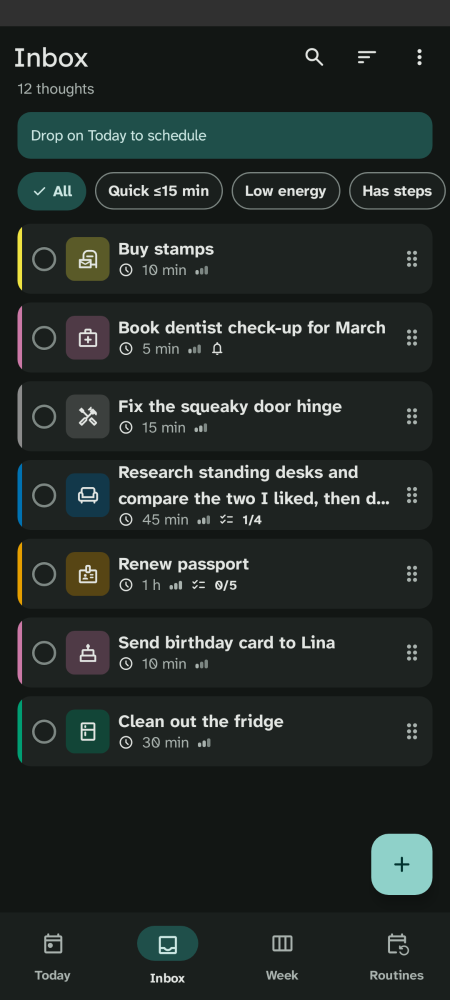 Inbox
12 thoughts
Drop on Today to schedule
All
Quick ≤15 min
Low energy
Has steps
Buy stamps
10 min
Book dentist check-up for March
5 min
Fix the squeaky door hinge
15 min
Research standing desks and
compare the two I liked, then d…
45 min 1/4
Renew passport
1 h 0/5
Send birthday card to Lina
10 min
Clean out the fridge
30 min
Today
Inbox
Week
Routines